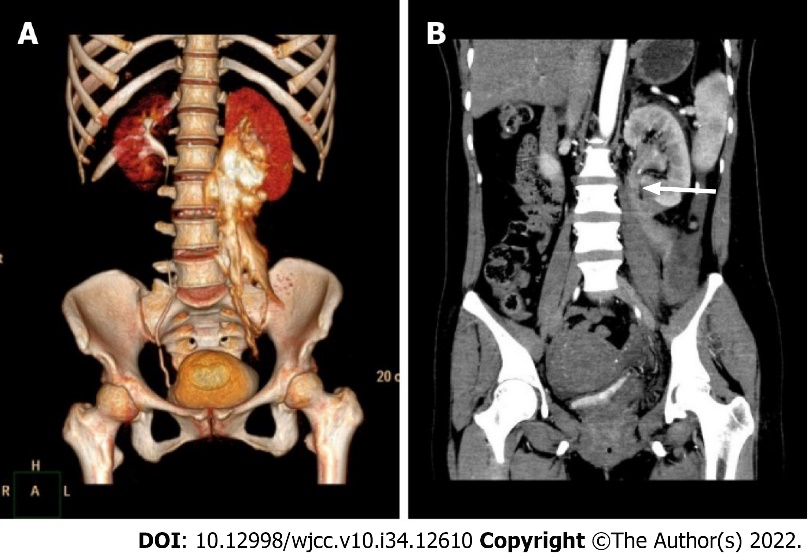 A
B
20 c
H
R A L
DOI: 10.12998/wjcc.v10.i34.12610 Copyright ©The Author(s) 2022.